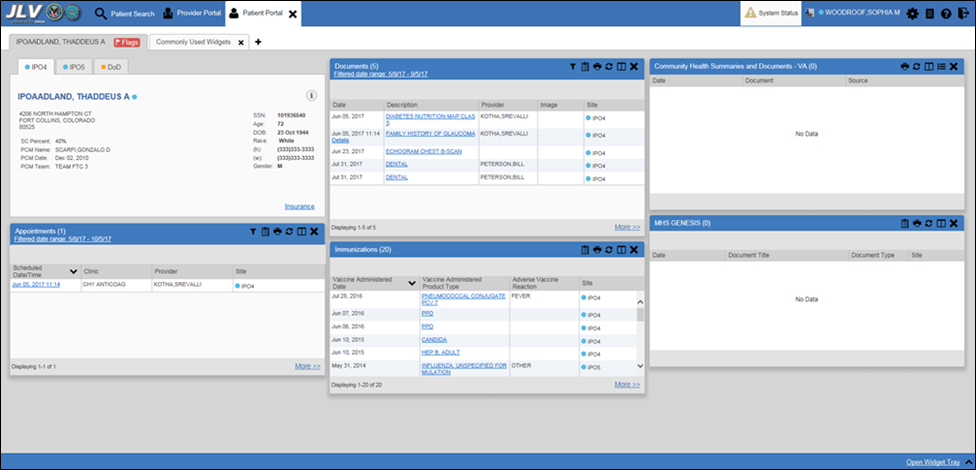 JLV
Patient Search
Provider Portal
Patient Portal
System Status
WOODROOF,SOPHIA M
IPOAADLAND, THADDEUS A
Flags
Commonly Used Widgets
IPO4
IPO5
DoD
IPOAADLAND, THADDEUS A
4206 NORTH HAMPTON CT
FORT COLLINS, COLORADO
80525
SC Percent: 40%
PCM Name: SCARFI,GONZALO D
PCM Date: Dec 02, 2010
PCM Team: TEAM FTC 3
SSN: 101936540
Age: 72
DOB: 23 Oct 1944
Race: White
(h): (333)333-3333
(w): (333)333-3333
Gender: M
Insurance
Appointments (1)
Filtered date range: 5/8/17 - 10/5/17
Scheduled Date/Time Clinic Provider Site
Jun 05, 2017 11:14 CHY ANTICOAG KOTHA,SREVALLI IPO4
Displaying 1-1 of 1
More >>
Documents (5)
Filtered date range: 5/8/17 - 9/5/17
Date Description Provider Image Site
Jun 05, 2017 DIABETES NUTRITION MAP CLAS
S KOTHA,SREVALLI IPO4
Jun 05, 2017 11:14 FAMILY HISTORY OF GLAUCOMA IPO4
Details
Jun 23, 2017 ECHOGRAM CHEST B-SCAN IPO4
Jul 31, 2017 DENTAL PETERSON,BILL IPO4
Jul 31, 2017 DENTAL PETERSON,BILL IPO4
Displaying 1-5 of 5
More >>
Immunizations (20)
Vaccine Administered Date Vaccine Administered Product Type Adverse Vaccine Reaction Site
Jul 26, 2016 PNEUMOCOCCAL CONJUGATE
PCV 7 FEVER IPO4
Jun 07, 2016 PPD IPO4
Jun 06, 2016 PPD IPO4
Jun 10, 2015 CANDIDA IPO4
Jun 10, 2015 HEP B, ADULT IPO4
May 31, 2014 INFLUENZA, UNSPECIFIED FOR
MULATION OTHER IPO5
Displaying 1-20 of 20
More >>
Community Health Summaries and Documents - VA (0)
Date Document Source
No Data
MHS GENESIS (0)
Date Document Title Document Type Site
No Data
Open Widget Tray